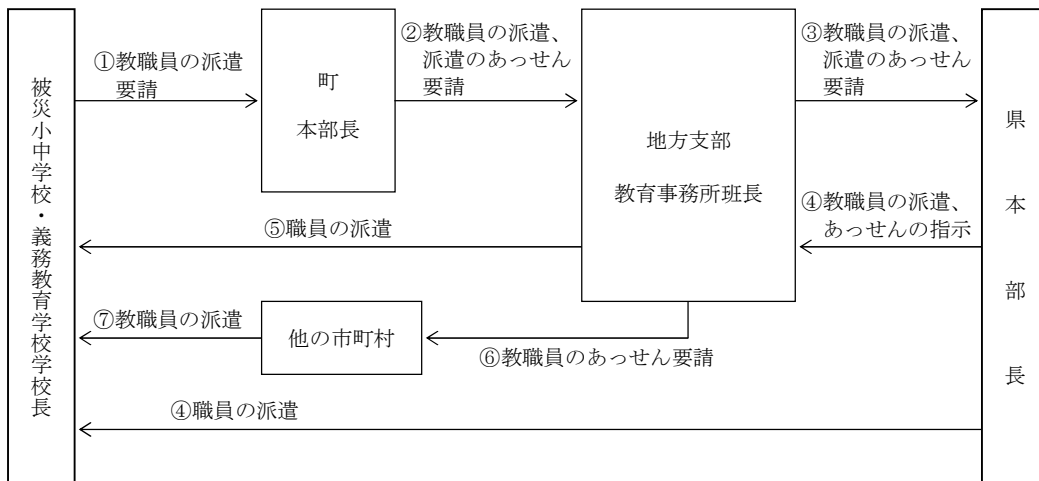 被災小中学校・義務教育学校学校長
①教職員の派遣
要請
町
本部長
②教職員の派遣、
派遣のあっせん
要請
地方支部
教育事務所班長
③教職員の派遣、
派遣のあっせん
要請
県本部長
④教職員の派遣、
あっせんの指示
⑤職員の派遣
⑦教職員の派遣
他の市町村
⑥教職員のあっせん要請
④職員の派遣